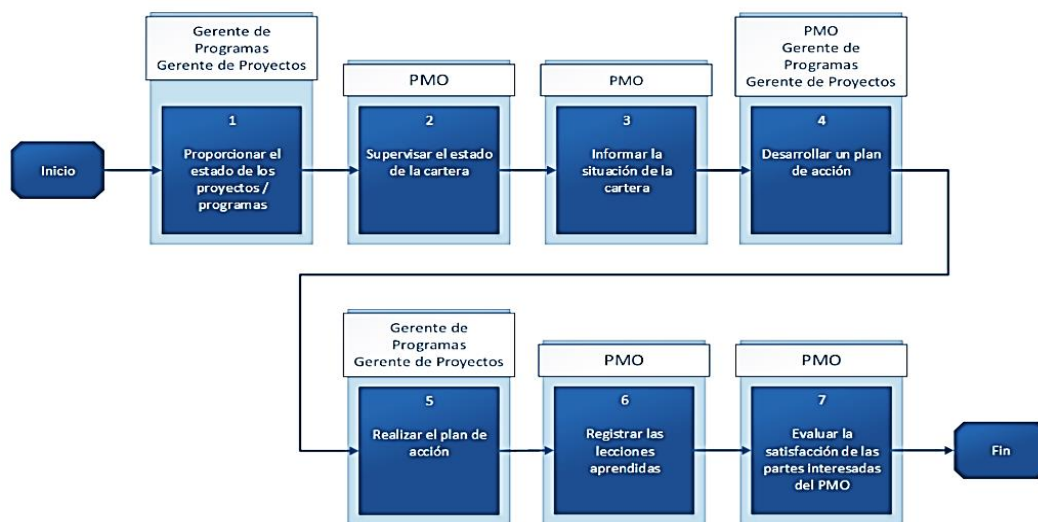 Inicio
Gerente de
Programas
Gerente de Proyectos
1
Proporcionar el
estado de los
proyectos /
programas
PMO
2
Supervisar el estado
de la cartera
PMO
3
Informar la
situación de la
cartera
PMO
Gerente de
Programas
Gerente de Proyectos
4
Desarrollar un plan
de acción
Gerente de
Programas
Gerente de Proyectos
5
Realizar el plan de
acción
PMO
6
Registrar las
lecciones
aprendidas
PMO
7
Evaluar la
satisfacción de las
partes interesadas
del PMO
Fin